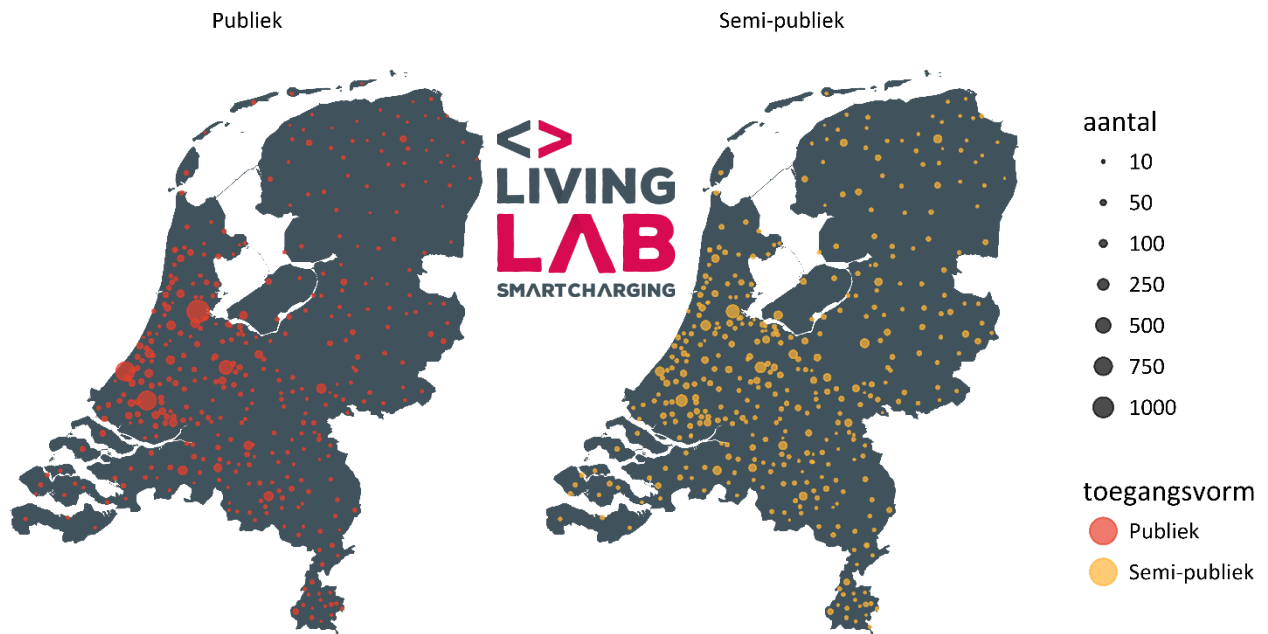 Publiek
Semi-publiek
<>
LIVING
LAB
SMARTCHARGING
aantal
10
50
100
250
500
750
1000
toegangsvorm
Publiek
Semi-publiek